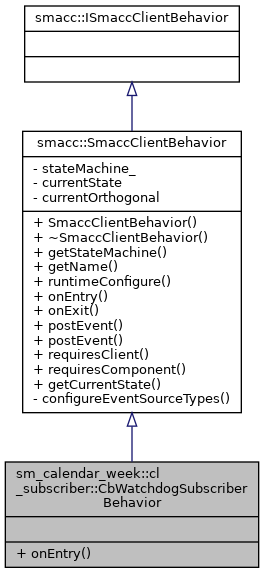 smacc::ISmaccClientBehavior
smacc::SmaccClientBehavior
- stateMachine_
- currentState
- currentOrthogonal
+ SmaccClientBehavior()
+ ~SmaccClientBehavior()
+ getStateMachine()
+ getName()
+ runtimeConfigure()
+ onEntry()
+ onExit()
+ postEvent()
+ postEvent()
+ requiresClient()
+ requiresComponent()
+ getCurrentState()
- configureEventSourceTypes()
sm_calendar_week::cl
_subscriber::CbWatchdogSubscriber
Behavior
+ onEntry()